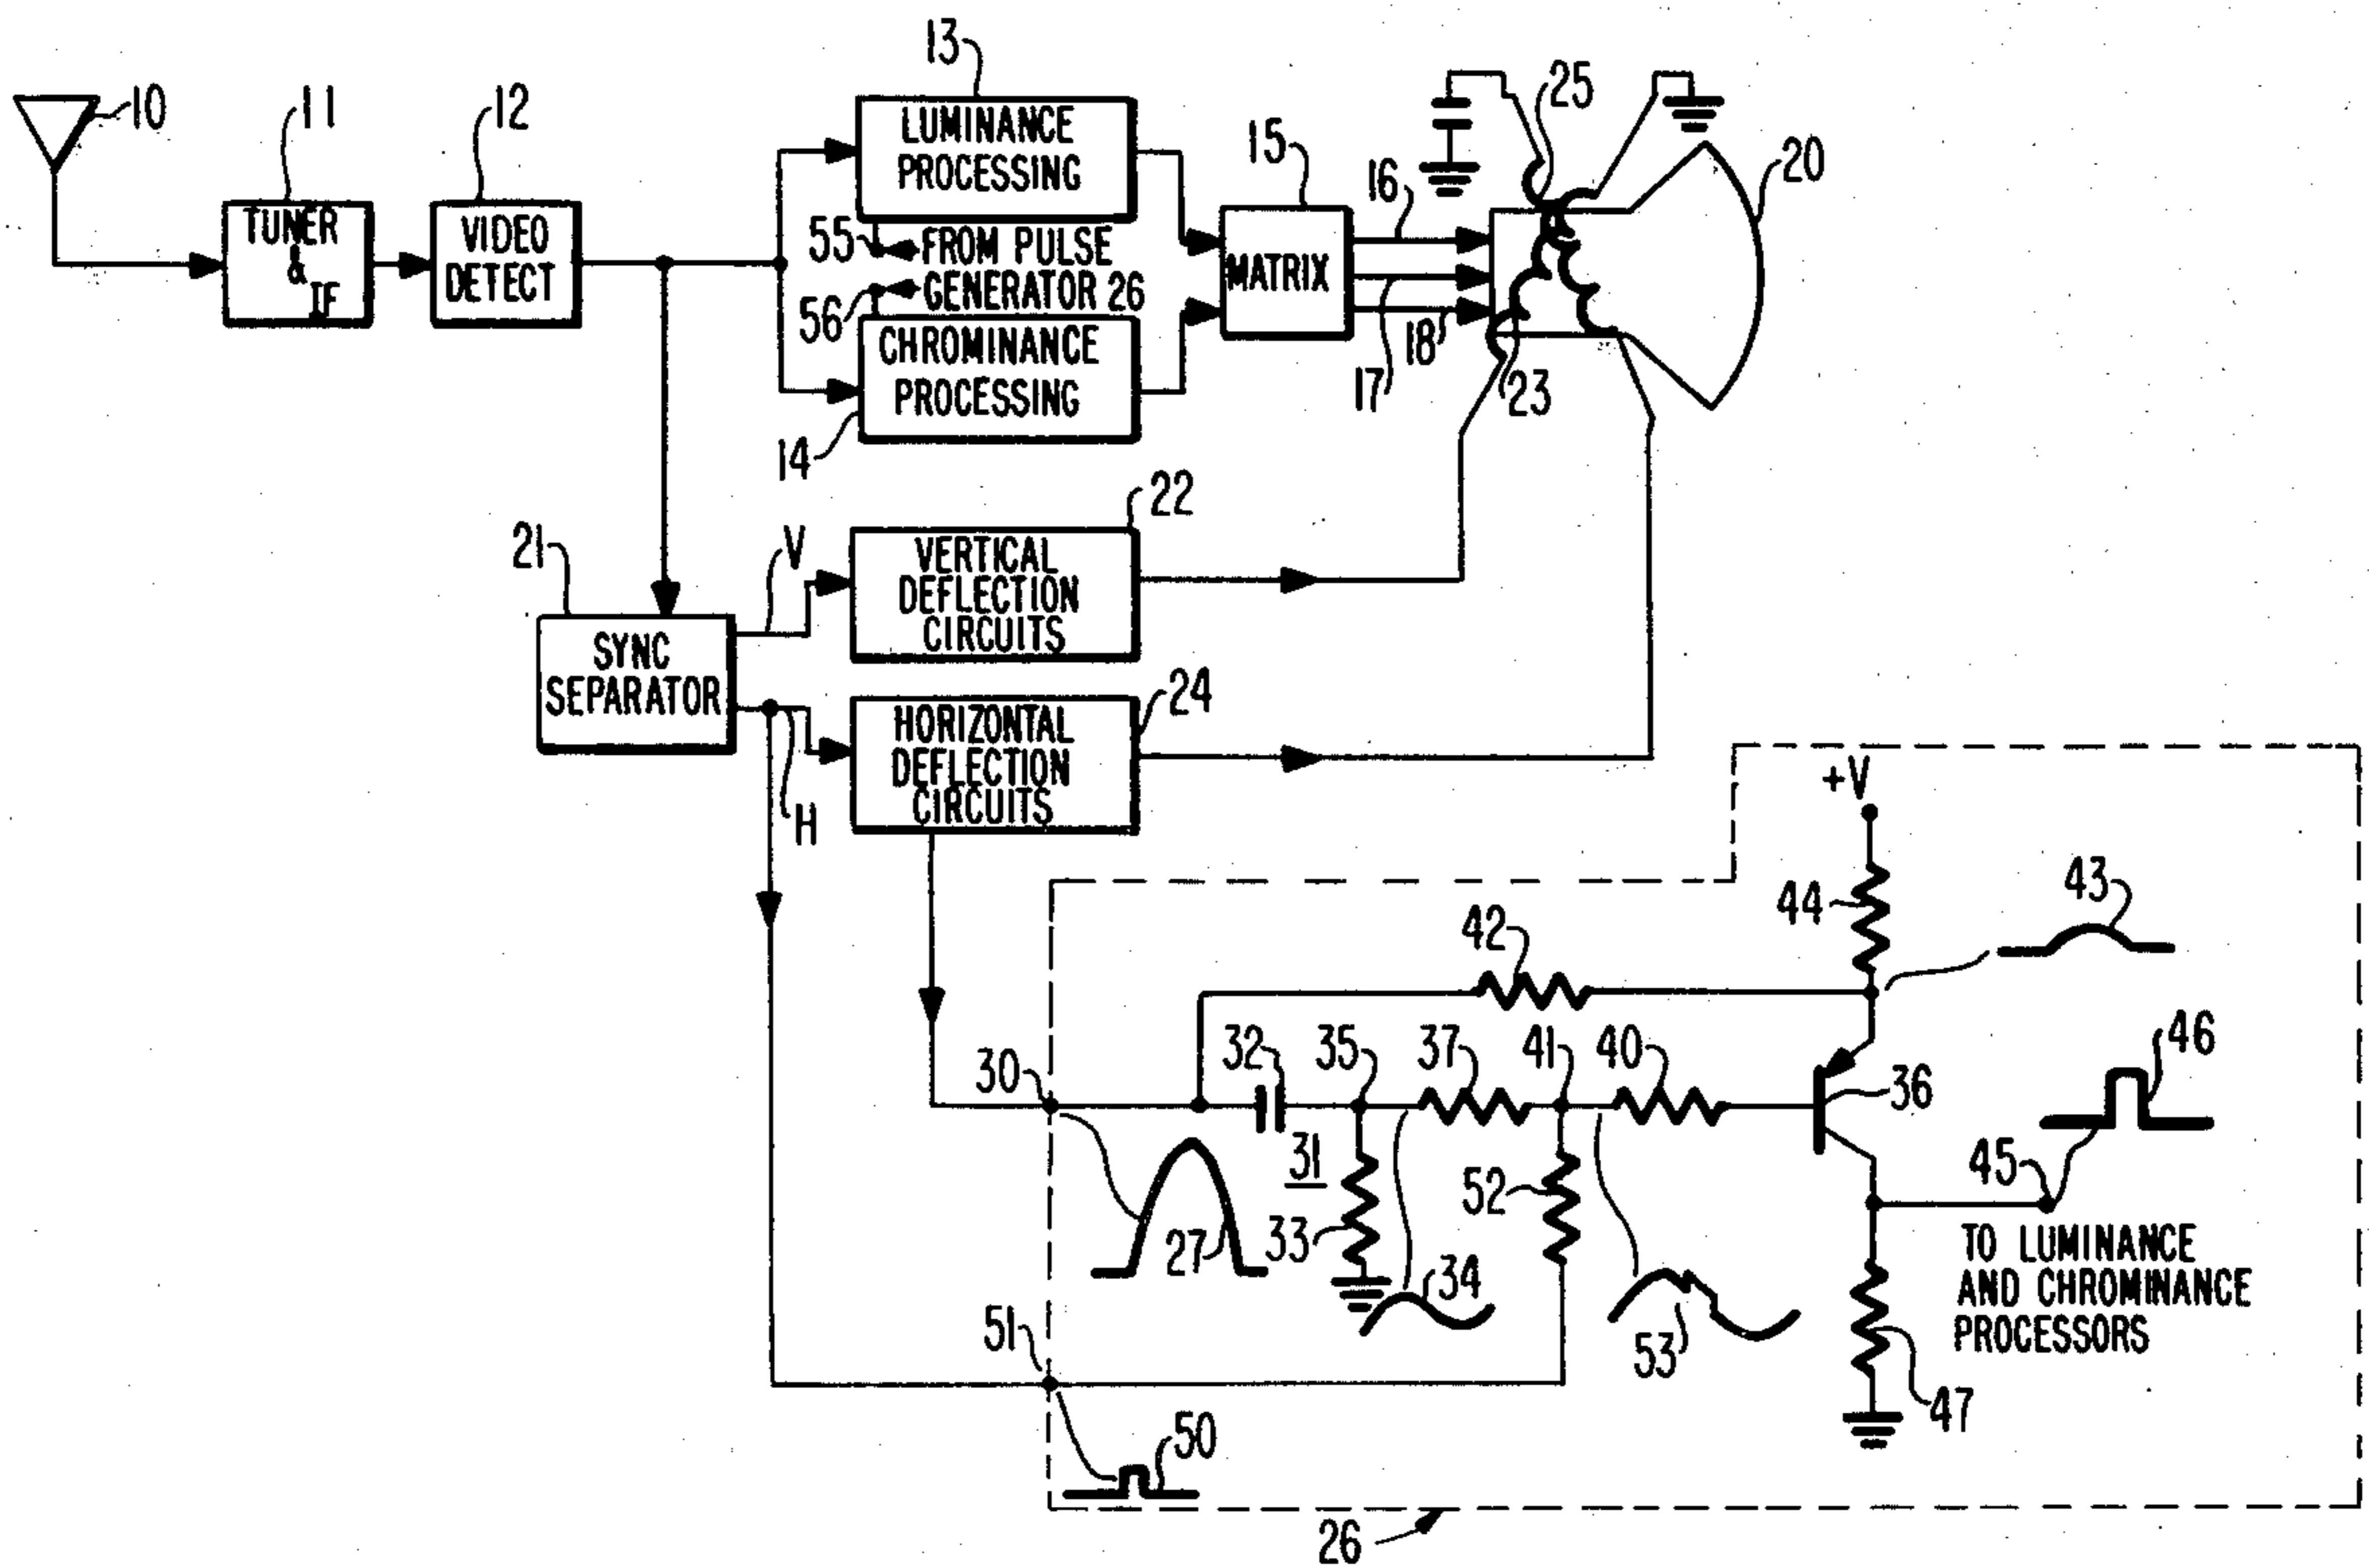 10
11
TUNER
&
IF
12
VIDEO
DETECT
13
LUMINANCE
PROCESSING
55
FROM PULSE
56
GENERATOR 26
CHROMINANCE
PROCESSING
14
15
MATRIX
16
17
18
25
23
20
21
SYNC
SEPARATOR
V
H
22
VERTICAL
DEFLECTION
CIRCUITS
24
HORIZONTAL
DEFLECTION
CIRCUITS
+V
44
43
42
30
32
35
37
41
40
36
46
45
27
31
33
34
52
53
TO LUMINANCE
AND CHROMINANCE
PROCESSORS
47
51
50
26